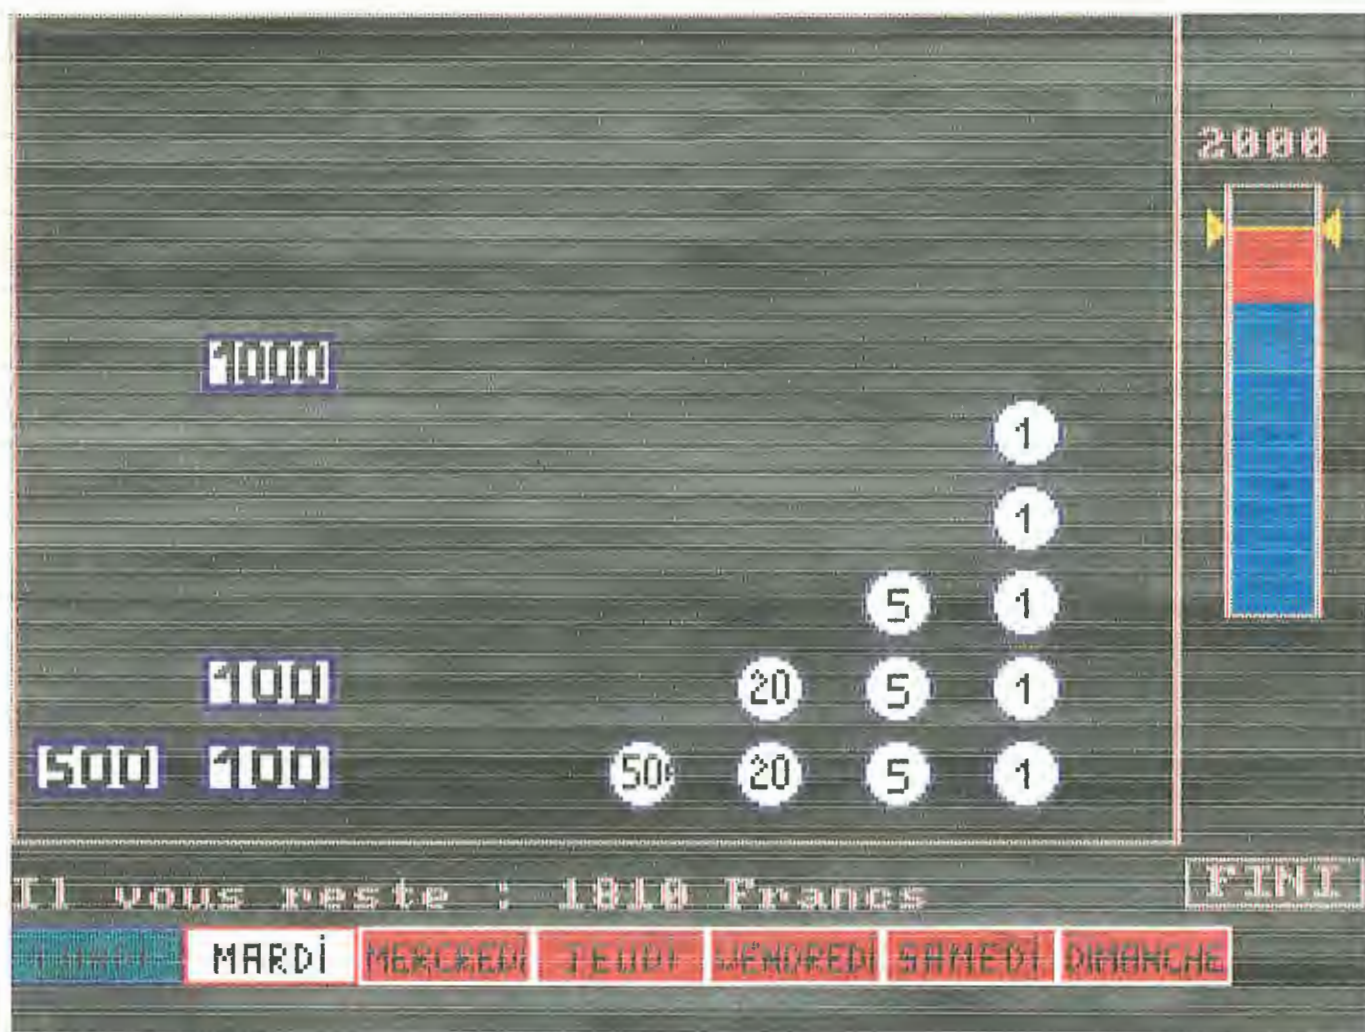 2000
1000
1
1
5 1
100 20 5 1
500 100 50 20 5 1
Il vous reste : 1810 Francs
FINI
LUNDI MARDI MERCREDI JEUDI VENDREDI SAMEDI DIMANCHE